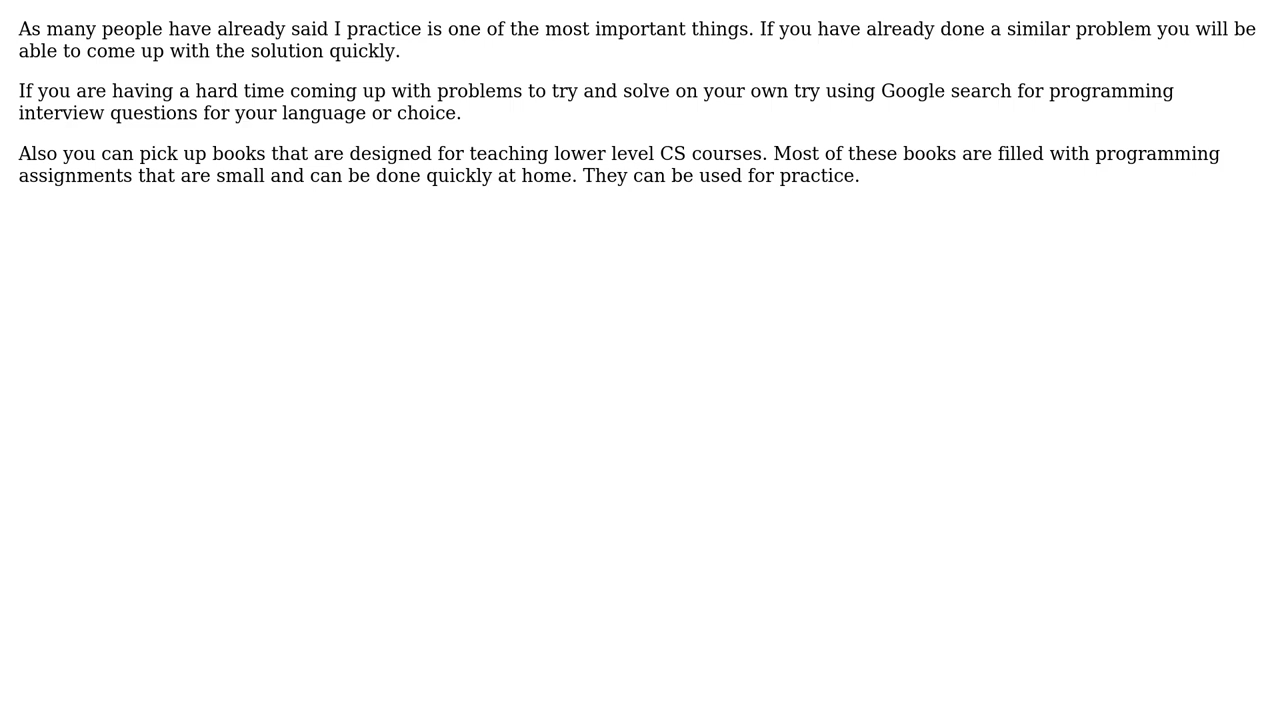 As many people have already said I practice is one of the most important things. If you have already done a similar problem you will be
able to come up with the solution quickly.
If you are having a hard time coming up with problems to try and solve on your own try using Google search for programming
interview questions for your language or choice.
Also you can pick up books that are designed for teaching lower level CS courses. Most of these books are filled with programming
assignments that are small and can be done quickly at home. They can be used for practice.